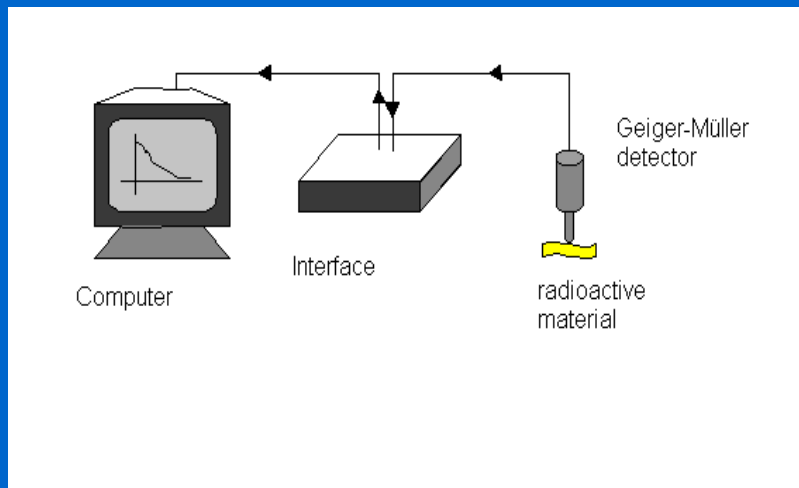 Geiger-Müller
detector
Interface
Computer
radioactive
material